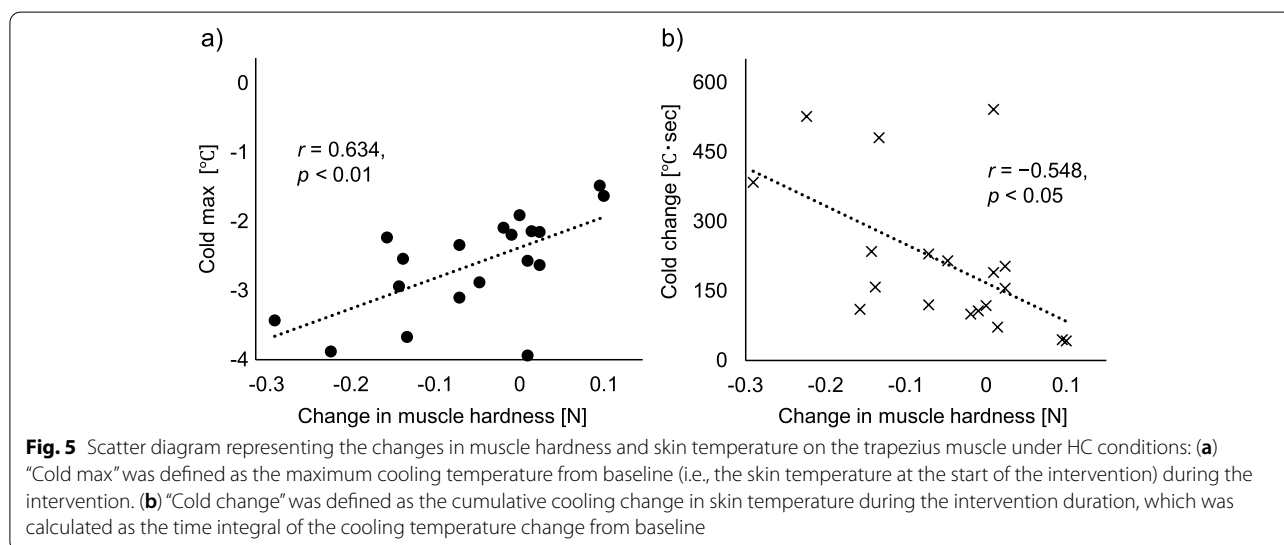 a)
0
-1
-2
-3
-4
Cold max [℃]
r = 0.634,
p < 0.01
-0.3 -0.2 -0.1 0 0.1
Change in muscle hardness [N]
b)
600
450
300
150
0
Cold change [℃・sec]
r = −0.548,
p < 0.05
-0.3 -0.2 -0.1 0 0.1
Change in muscle hardness [N]
Fig. 5 Scatter diagram representing the changes in muscle hardness and skin temperature on the trapezius muscle under HC conditions: (a)
“Cold max” was defined as the maximum cooling temperature from baseline (i.e., the skin temperature at the start of the intervention) during the
intervention. (b) “Cold change” was defined as the cumulative cooling change in skin temperature during the intervention duration, which was
calculated as the time integral of the cooling temperature change from baseline